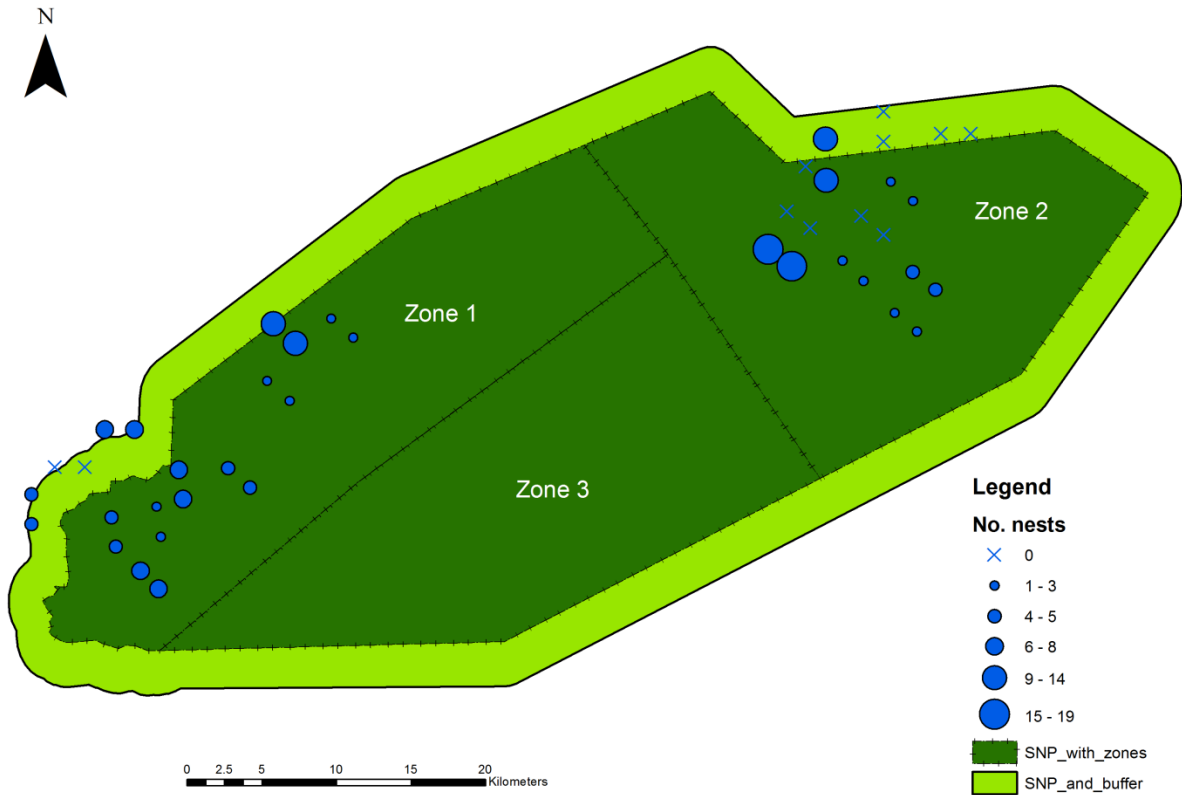 N
Zone 2
Zone 1
Zone 3
Legend
No. nests
0
1 - 3
4 - 5
6 - 8
9 - 14
15 - 19
SNP_with_zones
SNP_and_buffer
0 2.5 5 10 15 20
Kilometers